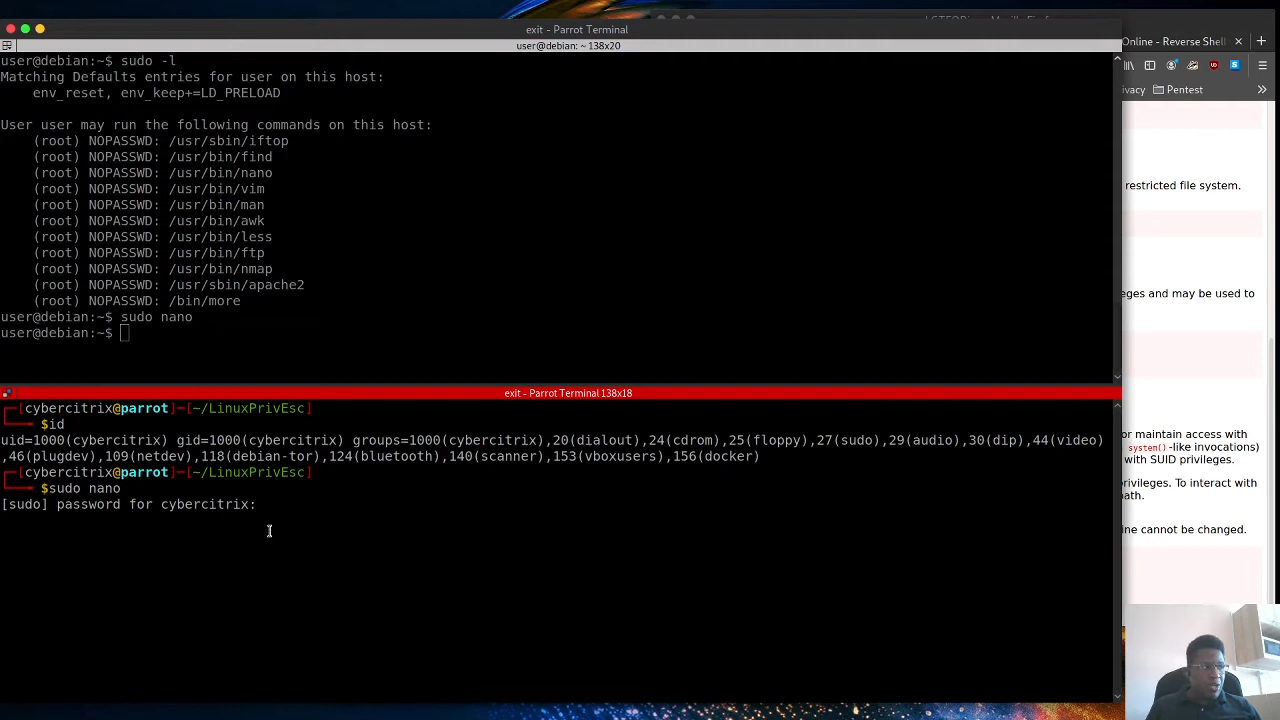 exit – Parrot Terminal
user@debian: ~ 138x20
user@debian:~$ sudo -l
Matching Defaults entries for user on this host:
    env_reset, env_keep+=LD_PRELOAD
User user may run the following commands on this host:
    (root) NOPASSWD: /usr/sbin/iftop
    (root) NOPASSWD: /usr/bin/find
    (root) NOPASSWD: /usr/bin/nano
    (root) NOPASSWD: /usr/bin/vim
    (root) NOPASSWD: /usr/bin/man
    (root) NOPASSWD: /usr/bin/awk
    (root) NOPASSWD: /usr/bin/less
    (root) NOPASSWD: /usr/bin/ftp
    (root) NOPASSWD: /usr/bin/nmap
    (root) NOPASSWD: /usr/sbin/apache2
    (root) NOPASSWD: /bin/more
user@debian:~$ sudo nano
user@debian:~$
exit – Parrot Terminal 138x18
[cybercitrix@parrot]-[~/LinuxPrivEsc]
$id
uid=1000(cybercitrix) gid=1000(cybercitrix) groups=1000(cybercitrix),20(dialout),24(cdrom),25(floppy),27(sudo),29(audio),30(dip),44(video)
,46(plugdev),109(netdev),118(debian-tor),124(bluetooth),140(scanner),153(vboxusers),156(docker)
[cybercitrix@parrot]-[~/LinuxPrivEsc]
$sudo nano
[sudo] password for cybercitrix:
Online - Reverse Shell
ivacy Pentest
restricted file system.
eges and may be used to
or maintain access with
system() -like invocations)
with SUID privileges.
rivileges. To interact with
ath.
ine cannot be changed.